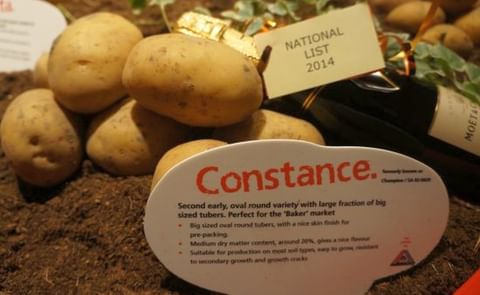 NATIONAL
LIST
2014
MOËT
Constance.
formerly known as
Second early, oval round variety with large fraction of big
sized tubers. Perfect for the 'Baker' market
• Big sized oval round tubers, with a nice skin finish for
pre-packing.
• Medium dry matter content, around 20%, gives a nice flavour
• Suitable for production on most soil types, easy to grow, resistant
to secondary growth and growth cracks